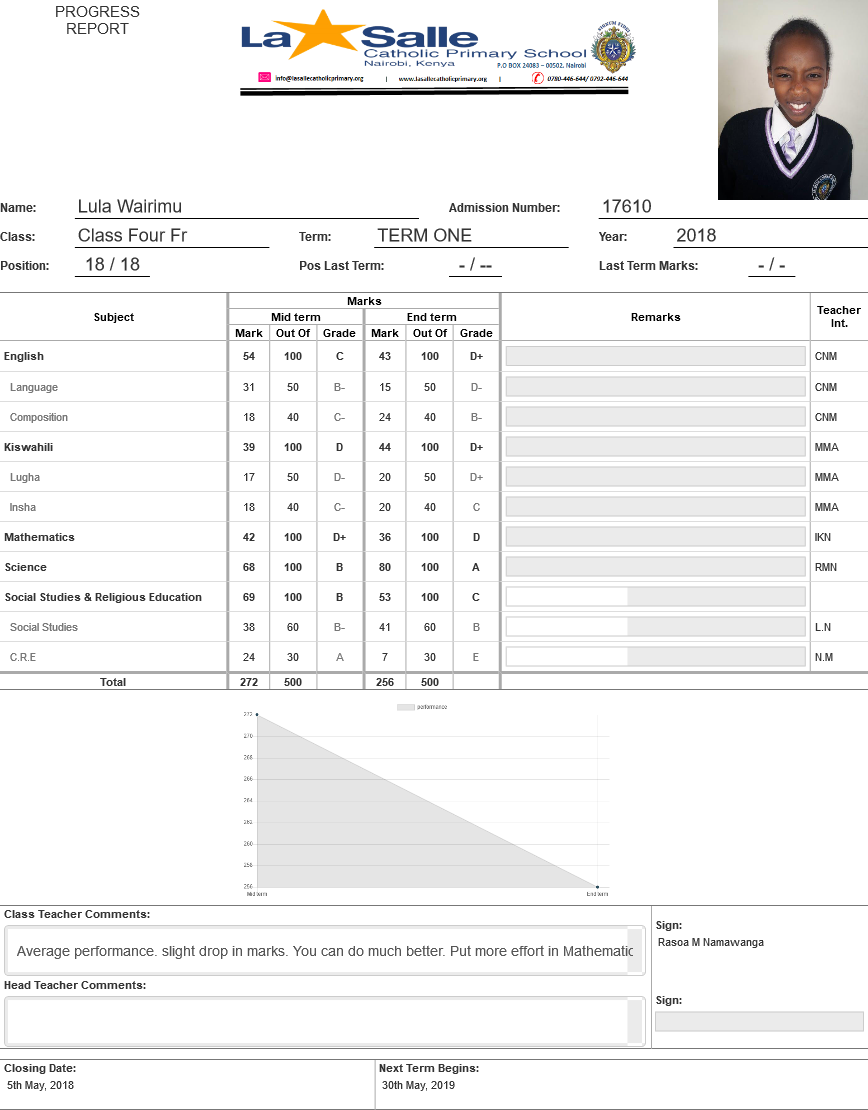 PROGRESS
REPORT
La Salle
Catholic Primary School
Nairobi, Kenya
P.O BOX 24083 – 00502, Nairobi
info@lasallecatholicprimary.org | www.lasallecatholicprimary.org | 0780-446-644/ 0792-446-644
Name: Lula Wairimu Admission Number: 17610
Class: Class Four Fr Term: TERM ONE Year: 2018
Position: 18 / 18 Pos Last Term: - / -- Last Term Marks: - / -
Marks
Subject Mid term End term Remarks Teacher Int.
Mark Out Of Grade Mark Out Of Grade
English 54 100 C 43 100 D+ CNM
Language 31 50 B- 15 50 D- CNM
Composition 18 40 C- 24 40 B- CNM
Kiswahili 39 100 D 44 100 D+ MMA
Lugha 17 50 D- 20 50 D+ MMA
Insha 18 40 C- 20 40 C MMA
Mathematics 42 100 D+ 36 100 D IKN
Science 68 100 B 80 100 A RMN
Social Studies & Religious Education 69 100 B 53 100 C
Social Studies 38 60 B- 41 60 B L.N
C.R.E 24 30 A 7 30 E N.M
Total 272 500 256 500
performance
272
270
268
266
264
262
260
258
256
Mid term End term
Class Teacher Comments:
Average performance. slight drop in marks. You can do much better. Put more effort in Mathematic
Sign:
Rasoa M Namawanga
Head Teacher Comments:
Sign:
Closing Date: Next Term Begins:
5th May, 2018 30th May, 2019